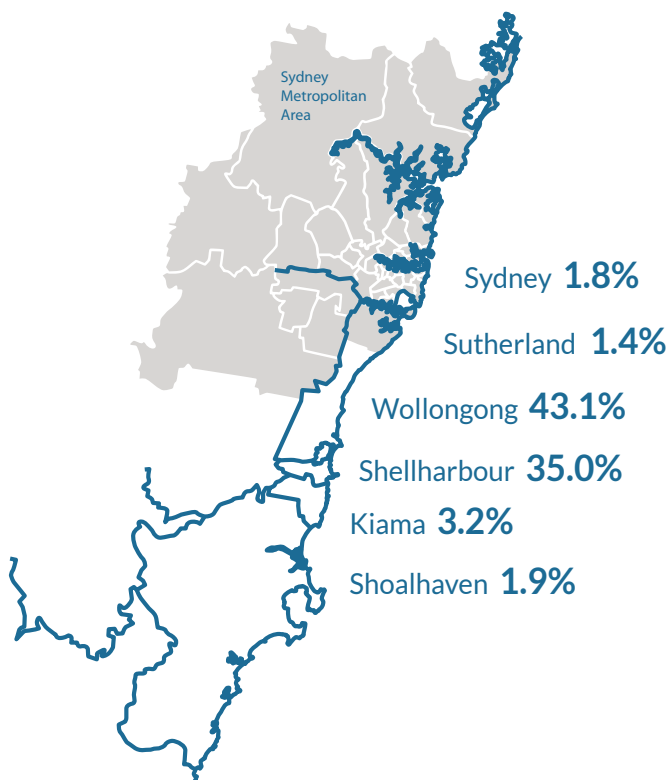 Sydney
Metropolitan
Area
Sydney 1.8%
Sutherland 1.4%
Wollongong 43.1%
Shellharbour 35.0%
Kiama 3.2%
Shoalhaven 1.9%